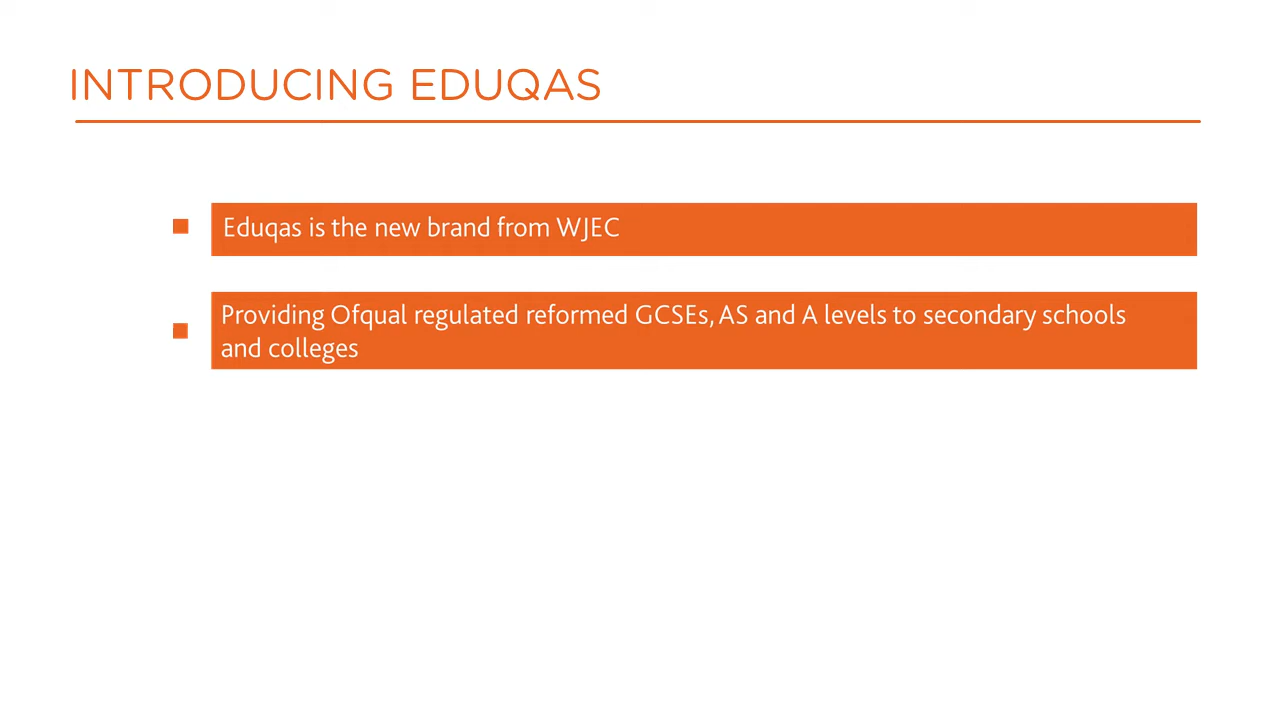 INTRODUCING EDUQAS
Eduqas is the new brand from WJEC
Providing Ofqual regulated reformed GCSEs, AS and A levels to secondary schools
and colleges